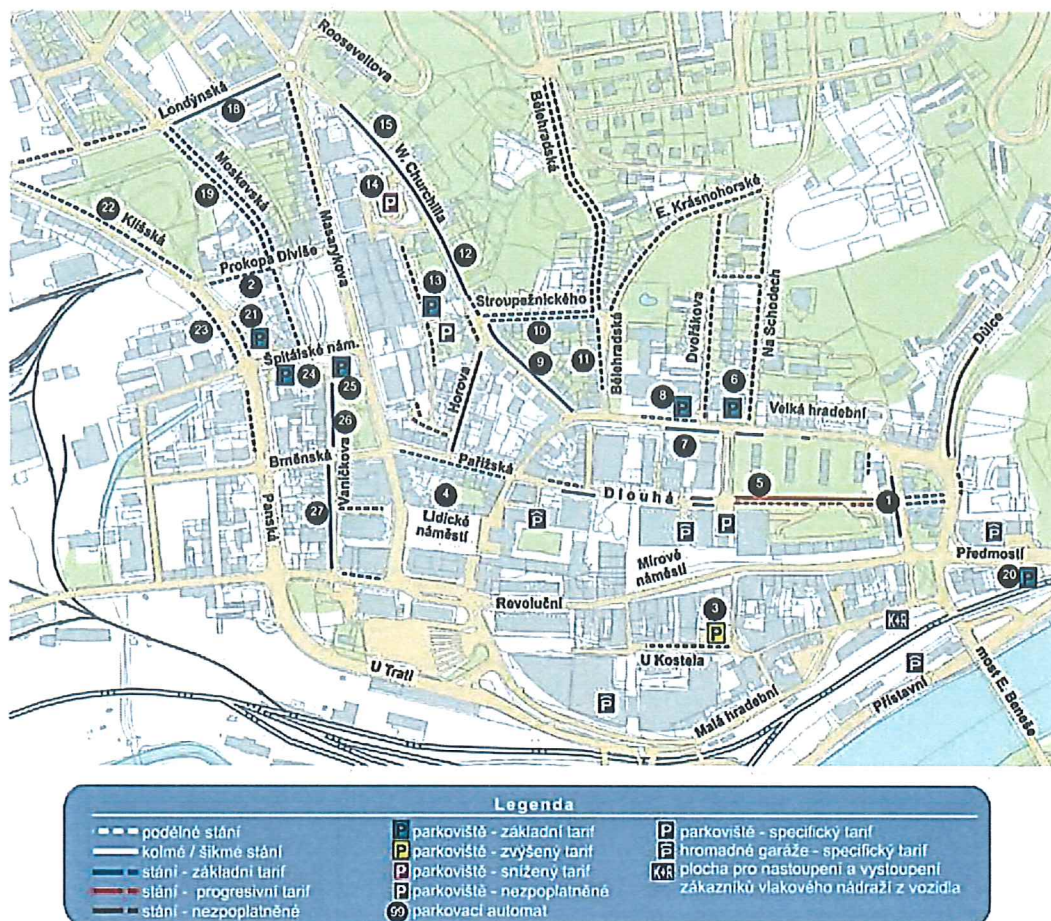 Rooseveltova
Londýnská
18
15
W. Churchilla
Bělehradská
Moskevská
14
P
E. Krásnohorské
19
22
Klíšská
Masarykova
12
Prokopa Diviše
2
13
P
P
Stroupežnického
Dvořákova
Na Schodech
Důlce
23
21
P
10
Bělehradská
Špitálské nám.
P
24
P
25
9
11
6
8
P
P
Horova
26
Velká hradební
7
Brněnská
Vaničkova
Pařížská
4
Dlouhá
5
1
27
Lidické
náměstí
P
P
P
P
Panská
Mírové
náměstí
Předmostí
20
P
Revoluční
3
P
K+R
U Kostela
U Trati
P
P
Malá hradební
Přístavní
most E. Beneše
Legenda
podélné stání
kolmé / šikmé stání
stání - základní tarif
stání - progresivní tarif
stání - nezpoplatněné
P parkoviště - základní tarif
P parkoviště - zvýšený tarif
P parkoviště - snížený tarif
P parkoviště - nezpoplatněné
99 parkovací automat
P parkoviště - specifický tarif
P hromadné garáže - specifický tarif
K+R plocha pro nastoupení a vystoupení
zákazníků vlakového nádraží z vozidla